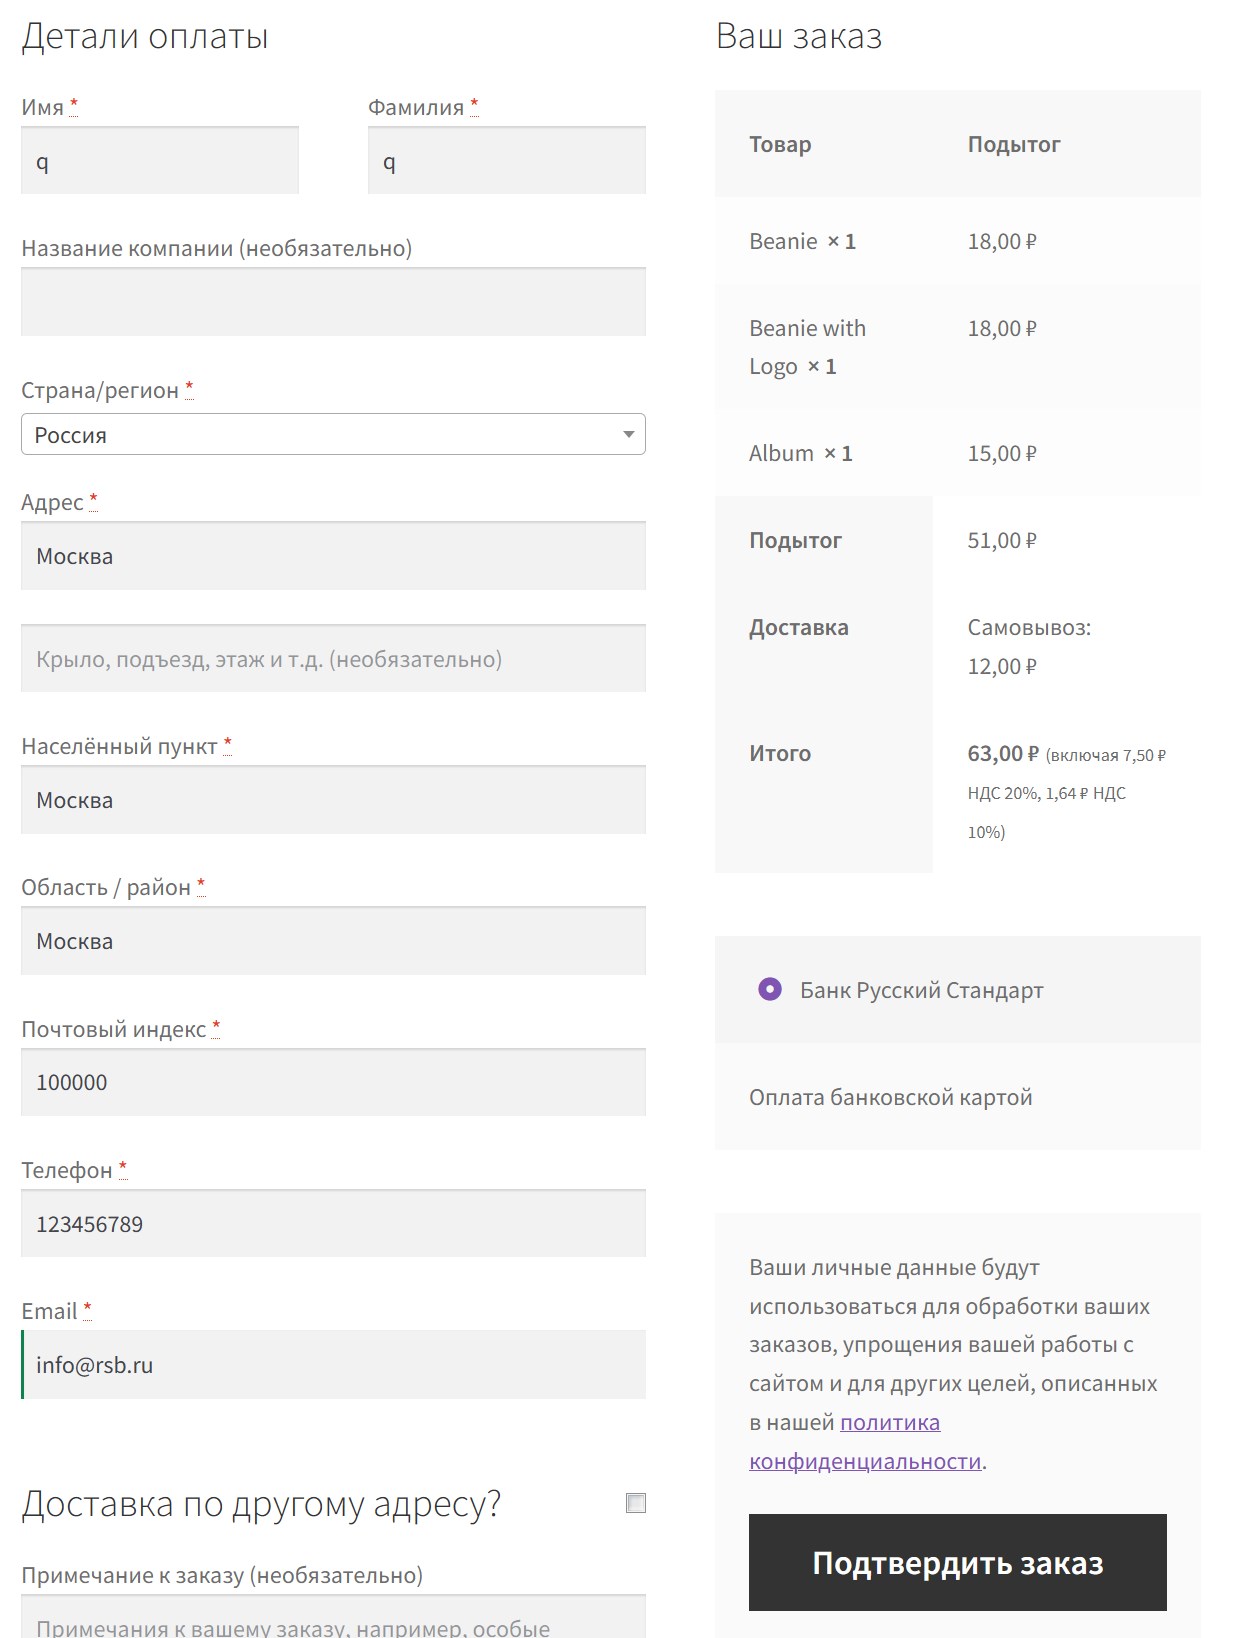 Детали оплаты
Имя *
q
Фамилия *
q
Название компании (необязательно)
Страна/регион *
Россия
Адрес *
Москва
Крыло, подъезд, этаж и т.д. (необязательно)
Населённый пункт *
Москва
Область / район *
Москва
Почтовый индекс *
100000
Телефон *
123456789
Email *
info@rsb.ru
Доставка по другому адресу?
Примечание к заказу (необязательно)
Примечания к вашему заказу, например, особые
Ваш заказ
Товар Подытог
Beanie × 1 18,00 ₽
Beanie with 18,00 ₽
Logo × 1
Album × 1 15,00 ₽
Подытог 51,00 ₽
Доставка Самовывоз:
12,00 ₽
Итого 63,00 ₽ (включая 7,50 ₽
НДС 20%, 1,64 ₽ НДС
10%)
Банк Русский Стандарт
Оплата банковской картой
Ваши личные данные будут
использоваться для обработки ваших
заказов, упрощения вашей работы с
сайтом и для других целей, описанных
в нашей политика
конфиденциальности.
Подтвердить заказ